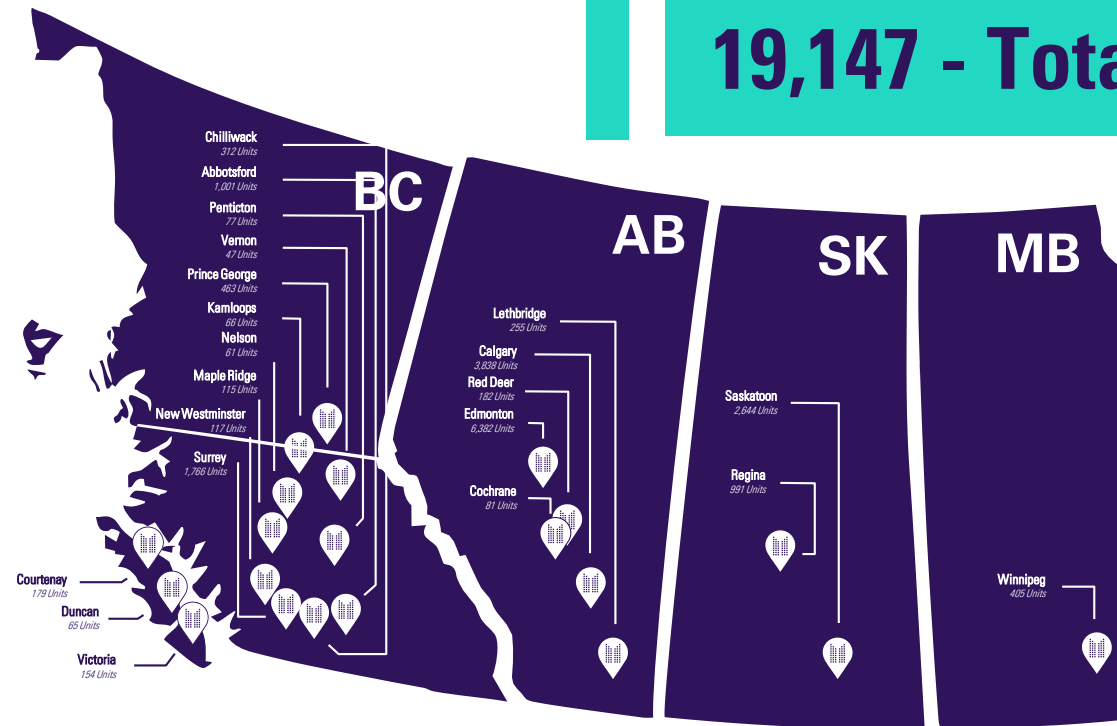 19,147 - Tota
Chilliwack
312 Units
Abbotsford
1,001 Units
BC
Penticton
77 Units
Vernon
47 Units
Prince George
463 Units
Kamloops
66 Units
Nelson
61 Units
Maple Ridge
115 Units
New Westminster
117 Units
Surrey
1,766 Units
Courtenay
179 Units
Duncan
65 Units
Victoria
154 Units
AB
Lethbridge
255 Units
Calgary
3,838 Units
Red Deer
182 Units
Edmonton
6,382 Units
Cochrane
81 Units
SK
Saskatoon
2,644 Units
Regina
991 Units
MB
Winnipeg
405 Units